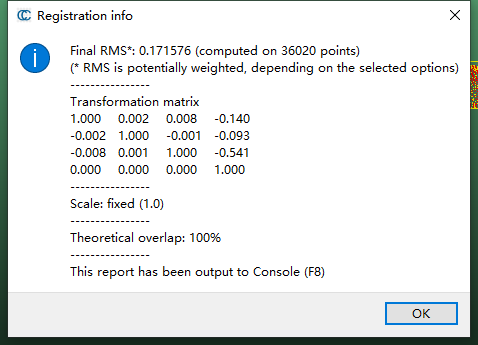 Registration info
Final RMS*: 0.171576 (computed on 36020 points)
(* RMS is potentially weighted, depending on the selected options)
----------------
Transformation matrix
1.000 0.002 0.008 -0.140
-0.002 1.000 -0.001 -0.093
-0.008 0.001 1.000 -0.541
0.000 0.000 0.000 1.000
----------------
Scale: fixed (1.0)
----------------
Theoretical overlap: 100%
----------------
This report has been output to Console (F8)
OK